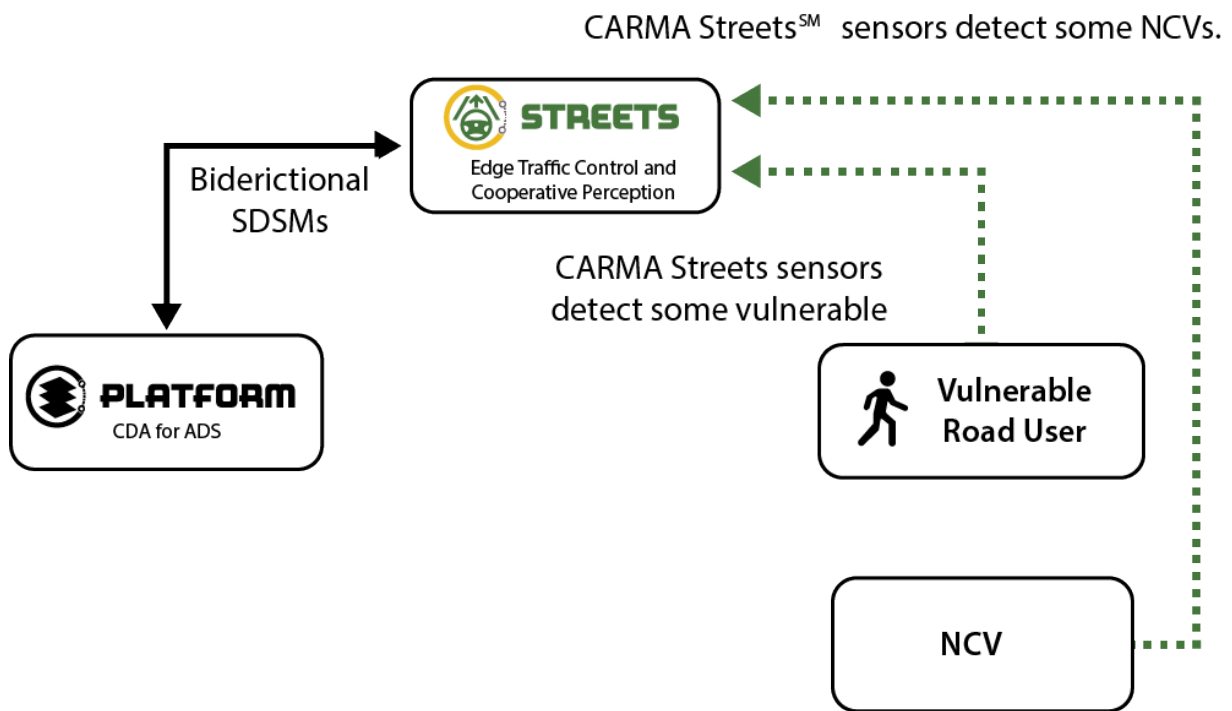 CARMA Streets℠ sensors detect some NCVs.
STREETS
Edge Traffic Control and
Cooperative Perception
Biderictional
SDSMs
CARMA Streets sensors
detect some vulnerable
PLATFORM
CDA for ADS
Vulnerable
Road User
NCV